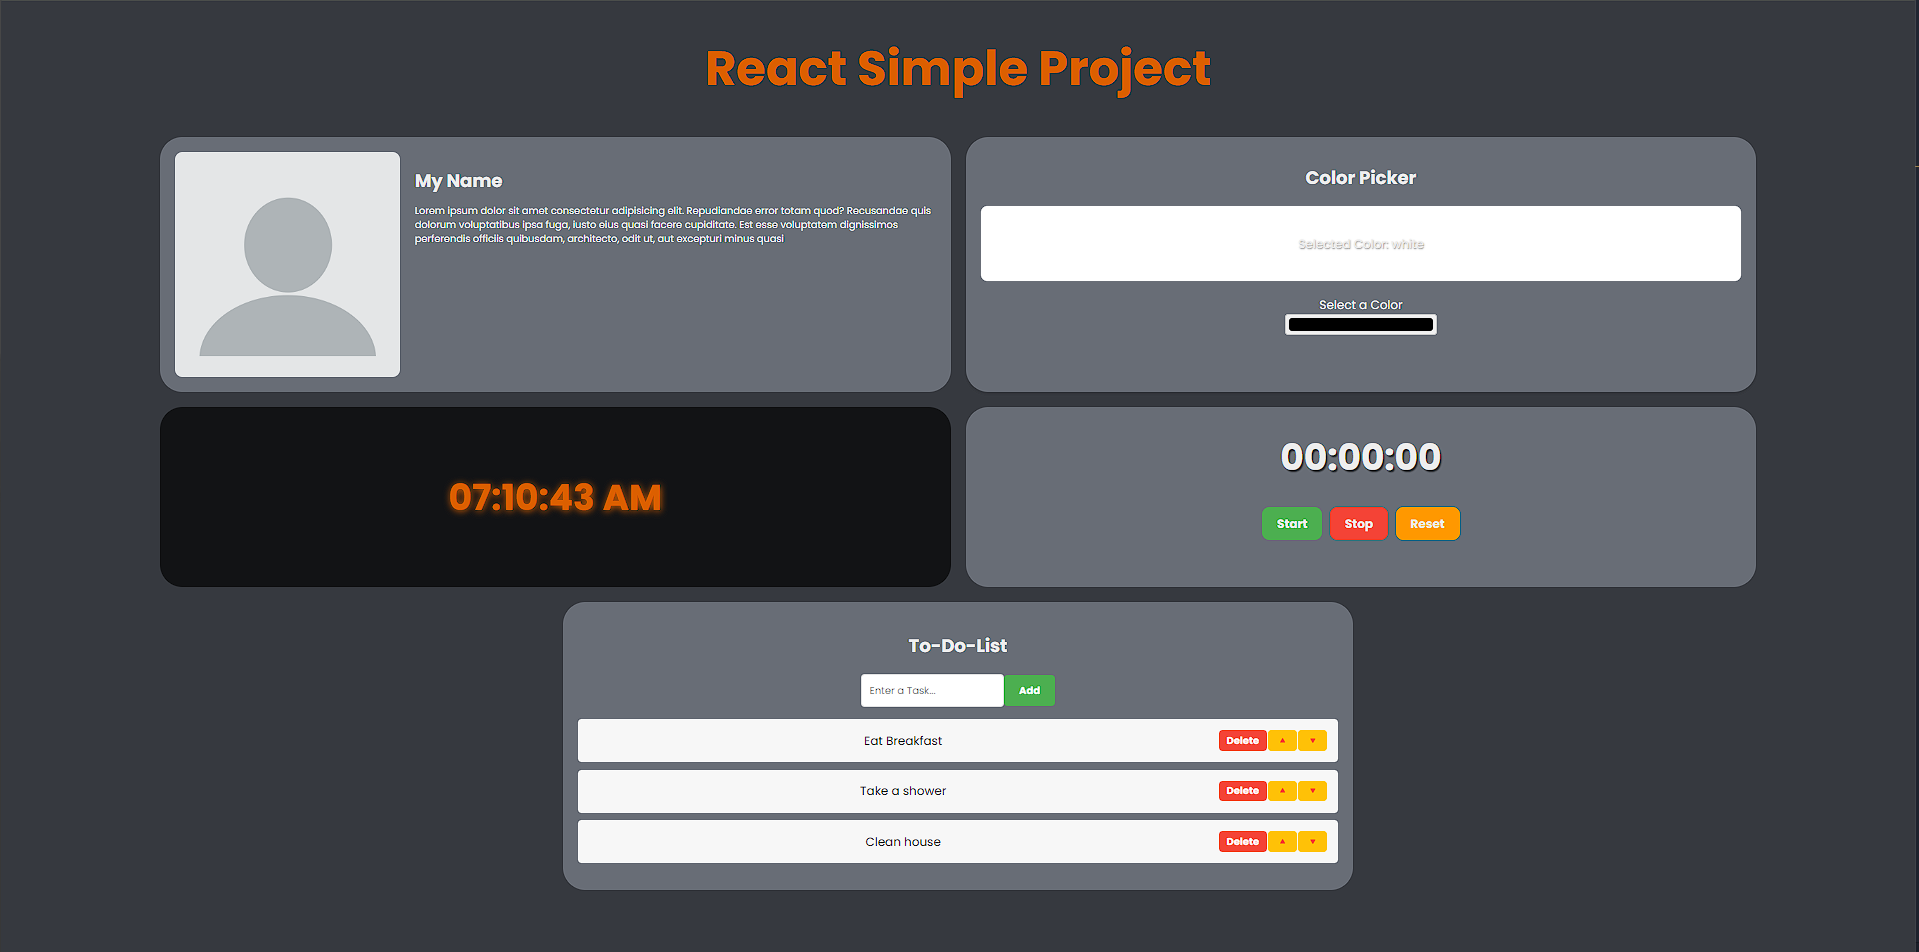 React Simple Project
My Name
Lorem ipsum dolor sit amet consectetur adipisicing elit. Repudiandae error totam quod? Recusandae quis
dolorum voluptatibus ipsa fuga, iusto eius quasi facere cupiditate. Est esse voluptatem dignissimos
perferendis officiis quibusdam, architecto, odit ut, aut excepturi minus quasi
Color Picker
Selected Color: white
Select a Color
07:10:43 AM
00:00:00
Start Stop Reset
To-Do-List
Enter a Task... Add
Eat Breakfast Delete ▲ ▼
Take a shower Delete ▲ ▼
Clean house Delete ▲ ▼